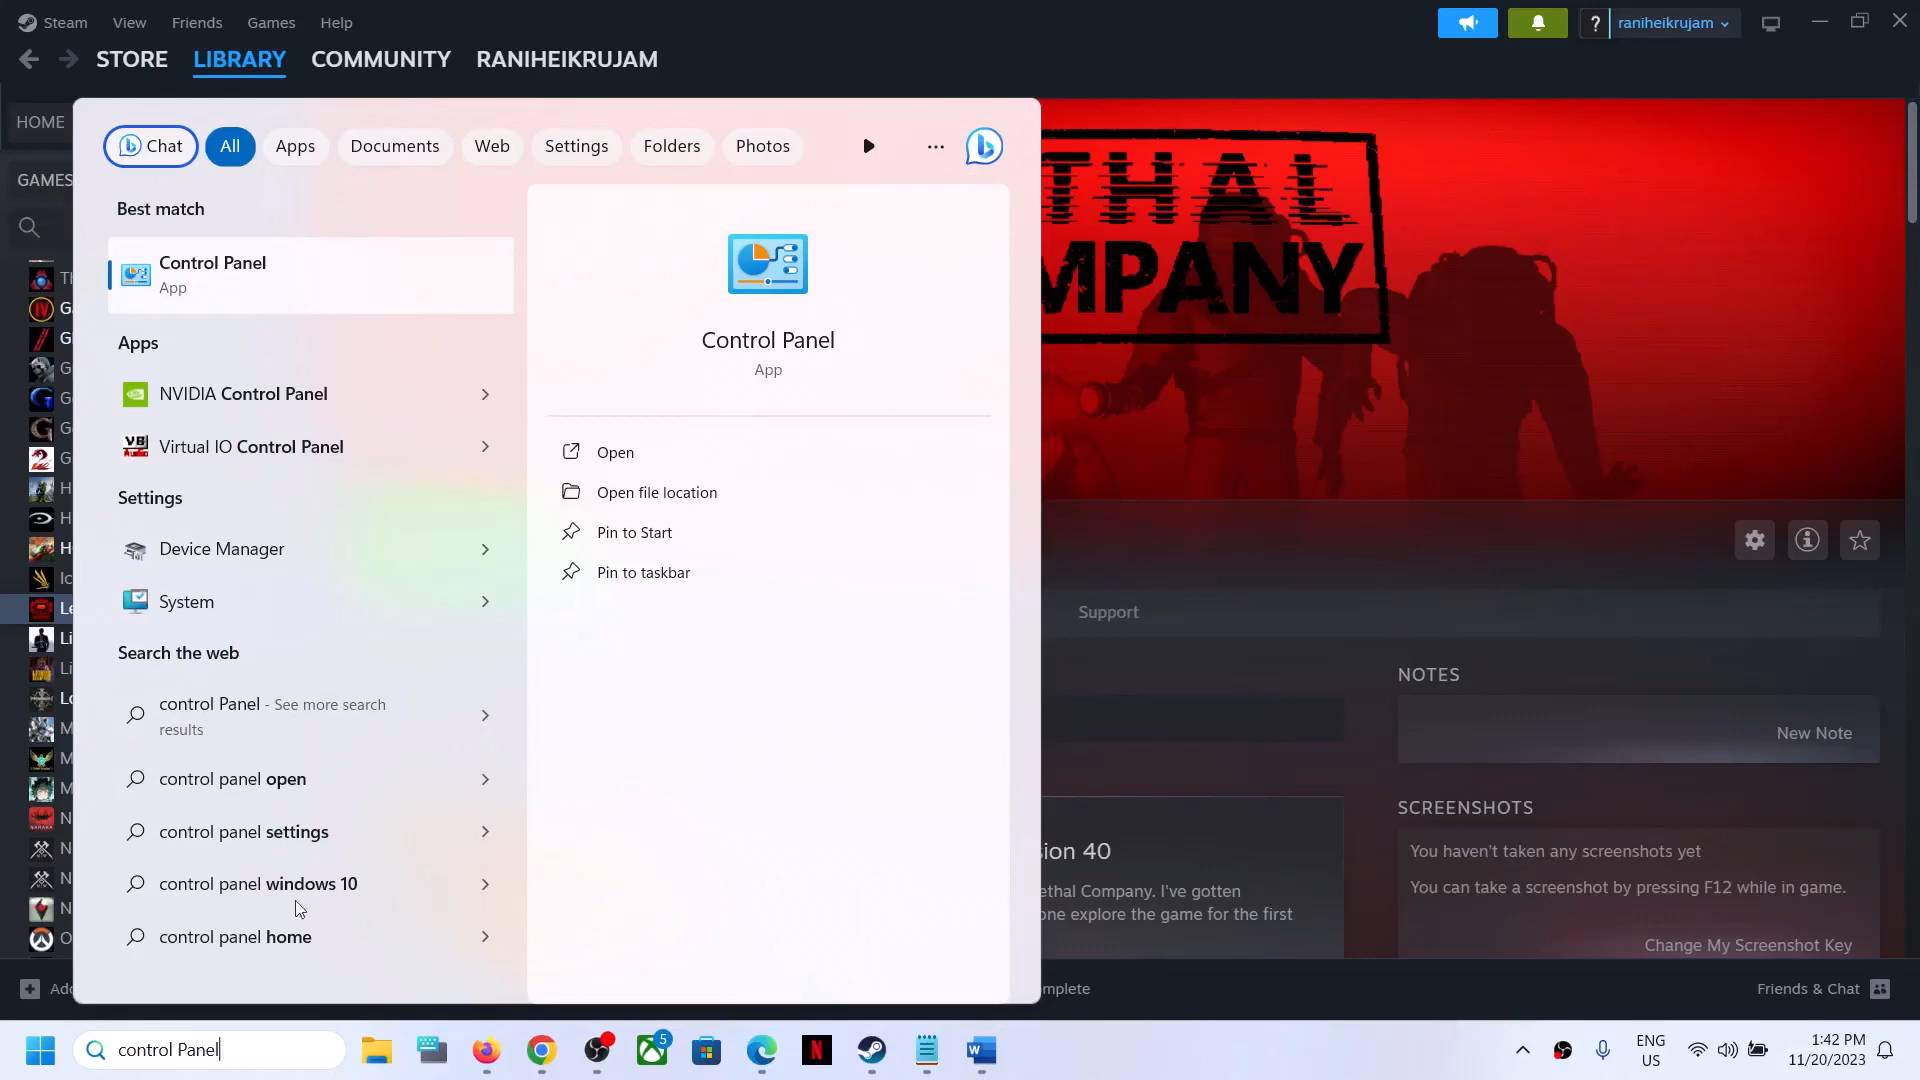 Steam View Friends Games Help
? raniheikrujam
STORE LIBRARY COMMUNITY RANIHEIKRUJAM
HOME
GAMES
Chat All Apps Documents Web Settings Folders Photos
Best match
Control Panel
App
Apps
NVIDIA Control Panel
Virtual IO Control Panel
Settings
Device Manager
System
Search the web
control Panel - See more search
results
control panel open
control panel settings
control panel windows 10
control panel home
Control Panel
App
Open
Open file location
Pin to Start
Pin to taskbar
THAL
MPANY
Support
NOTES
New Note
SCREENSHOTS
You haven't taken any screenshots yet
You can take a screenshot by pressing F12 while in game.
Change My Screenshot Key
sion 40
ethal Company. I've gotten
one explore the game for the first
Add
mplete
Friends & Chat
control Panel
5
ENG
US
1:42 PM
11/20/2023